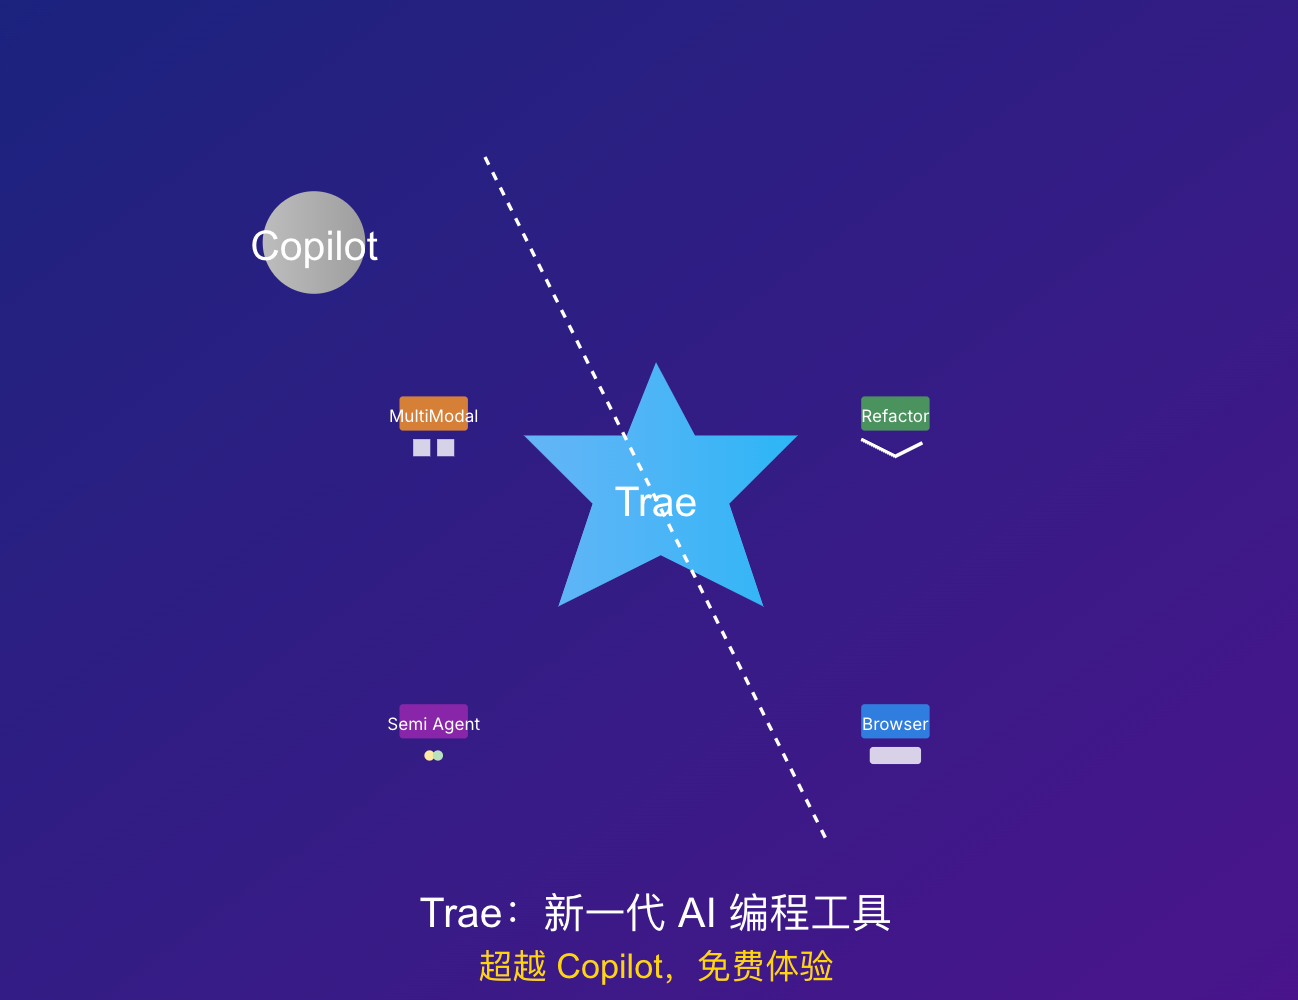 Copilot
MultiModal
Refactor
Trae
Semi Agent
Browser
Trae：新一代 AI 编程工具
超越 Copilot，免费体验